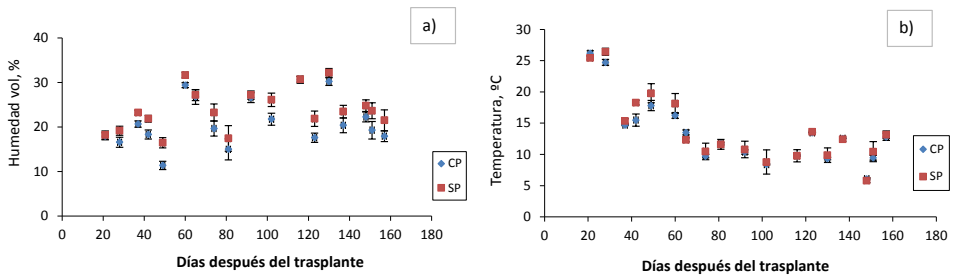 a)
Humedad vol, %
40
30
20
10
0
0 20 40 60 80 100 120 140 160 180
Días después del trasplante
CP
SP
b)
Temperatura, ºC
30
25
20
15
10
5
0
0 20 40 60 80 100 120 140 160 180
Días después del trasplante
CP
SP